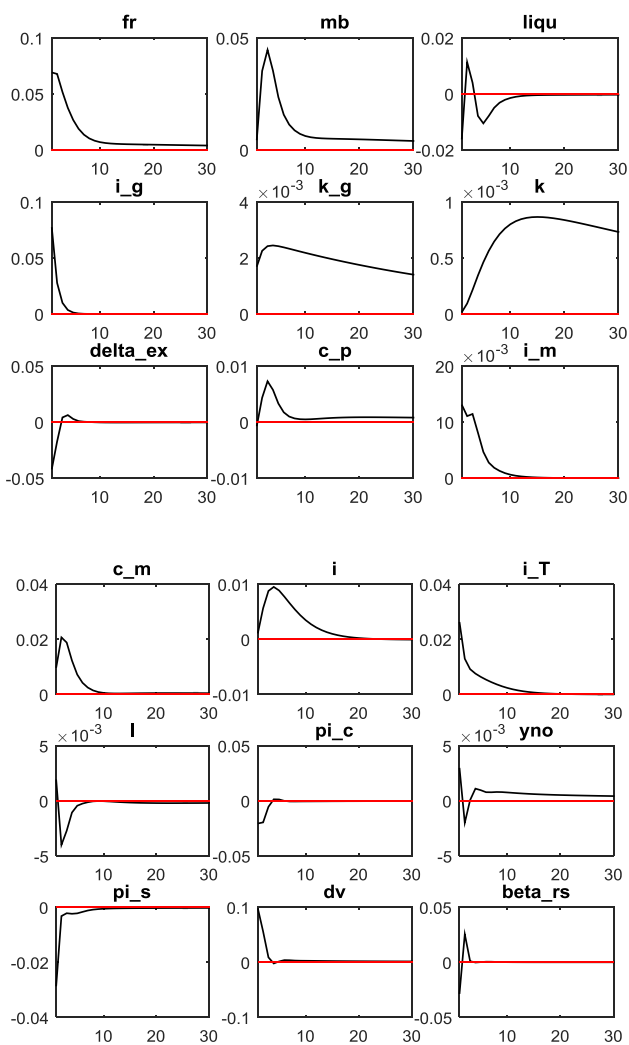 fr mb liqu
0.1 0.05 0.02
0.05 0
0 0 -0.02
10 20 30 10 20 30 10 20 30
i_g ×10-3 k_g ×10-3 k
0.1 4 1
0.05 2 0.5
0 0 0
10 20 30 10 20 30 10 20 30
delta_ex c_p ×10-3 i_m
0.05 0.01 20
0 0 10
-0.05 -0.01 0
10 20 30 10 20 30 10 20 30
c_m i i_T
0.04 0.01 0.04
0.02 0 0.02
0 -0.01 0
10 20 30 10 20 30 10 20 30
×10-3 l pi_c ×10-3 yno
5 0.05 5
0 0 0
-5 -0.05 -5
10 20 30 10 20 30 10 20 30
pi_s dv beta_rs
0 0.1 0.05
-0.02 0 0
-0.04 -0.1 -0.05
10 20 30 10 20 30 10 20 30